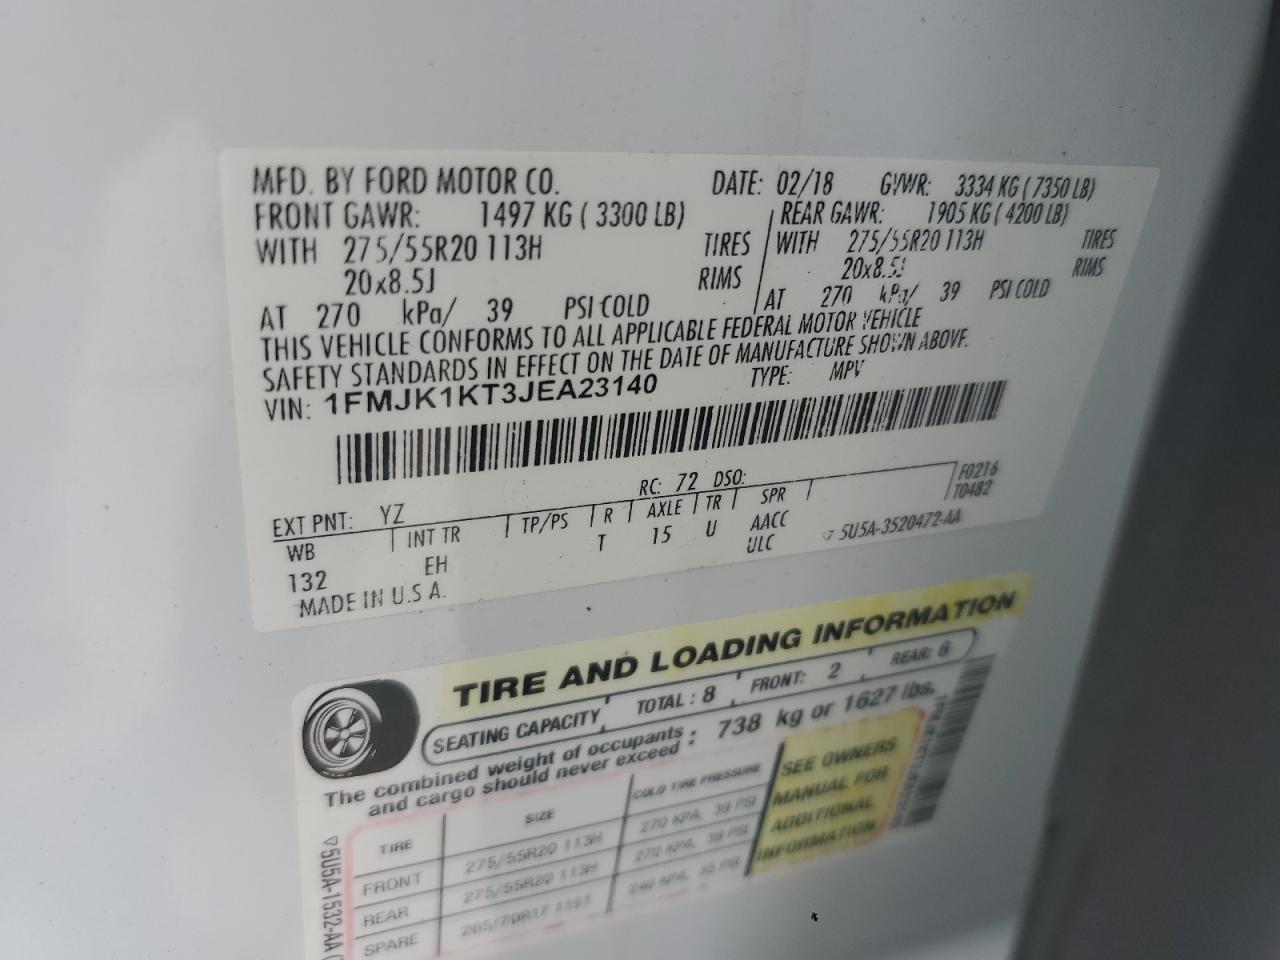 MFD. BY FORD MOTOR CO. DATE: 02/18 GVWR: 3334 KG ( 7350 LB)
FRONT GAWR: 1497 KG ( 3300 LB) REAR GAWR: 1905 KG ( 4200 LB)
WITH 275/55R20 113H TIRES WITH 275/55R20 113H TIRES
20x8.5J RIMS 20x8.5J RIMS
AT 270 kPa/ 39 PSI COLD AT 270 kPa/ 39 PSI COLD
THIS VEHICLE CONFORMS TO ALL APPLICABLE FEDERAL MOTOR VEHICLE
SAFETY STANDARDS IN EFFECT ON THE DATE OF MANUFACTURE SHOWN ABOVE.
VIN: 1FMJK1KT3JEA23140 TYPE: MPV
EXT PNT: YZ RC: 72 DSO: F0216
WB INT TR TP/PS R AXLE TR SPR T0482
132 EH T 15 U AACC 5U5A-3520472-AA
ULC
MADE IN U.S.A.
TIRE AND LOADING INFORMATION
SEATING CAPACITY TOTAL : 8 FRONT: 2 REAR: 6
The combined weight of occupants : 738 kg or 1627 lbs.
and cargo should never exceed
TIRE SIZE COLD TIRE PRESSURE
FRONT 275/55R20 113H 270 KPA, 39 PSI
REAR 275/55R20 113H 270 KPA, 39 PSI
SPARE
SEE OWNERS
MANUAL FOR
ADDITIONAL
INFORMATION
5U5A-1532-AA